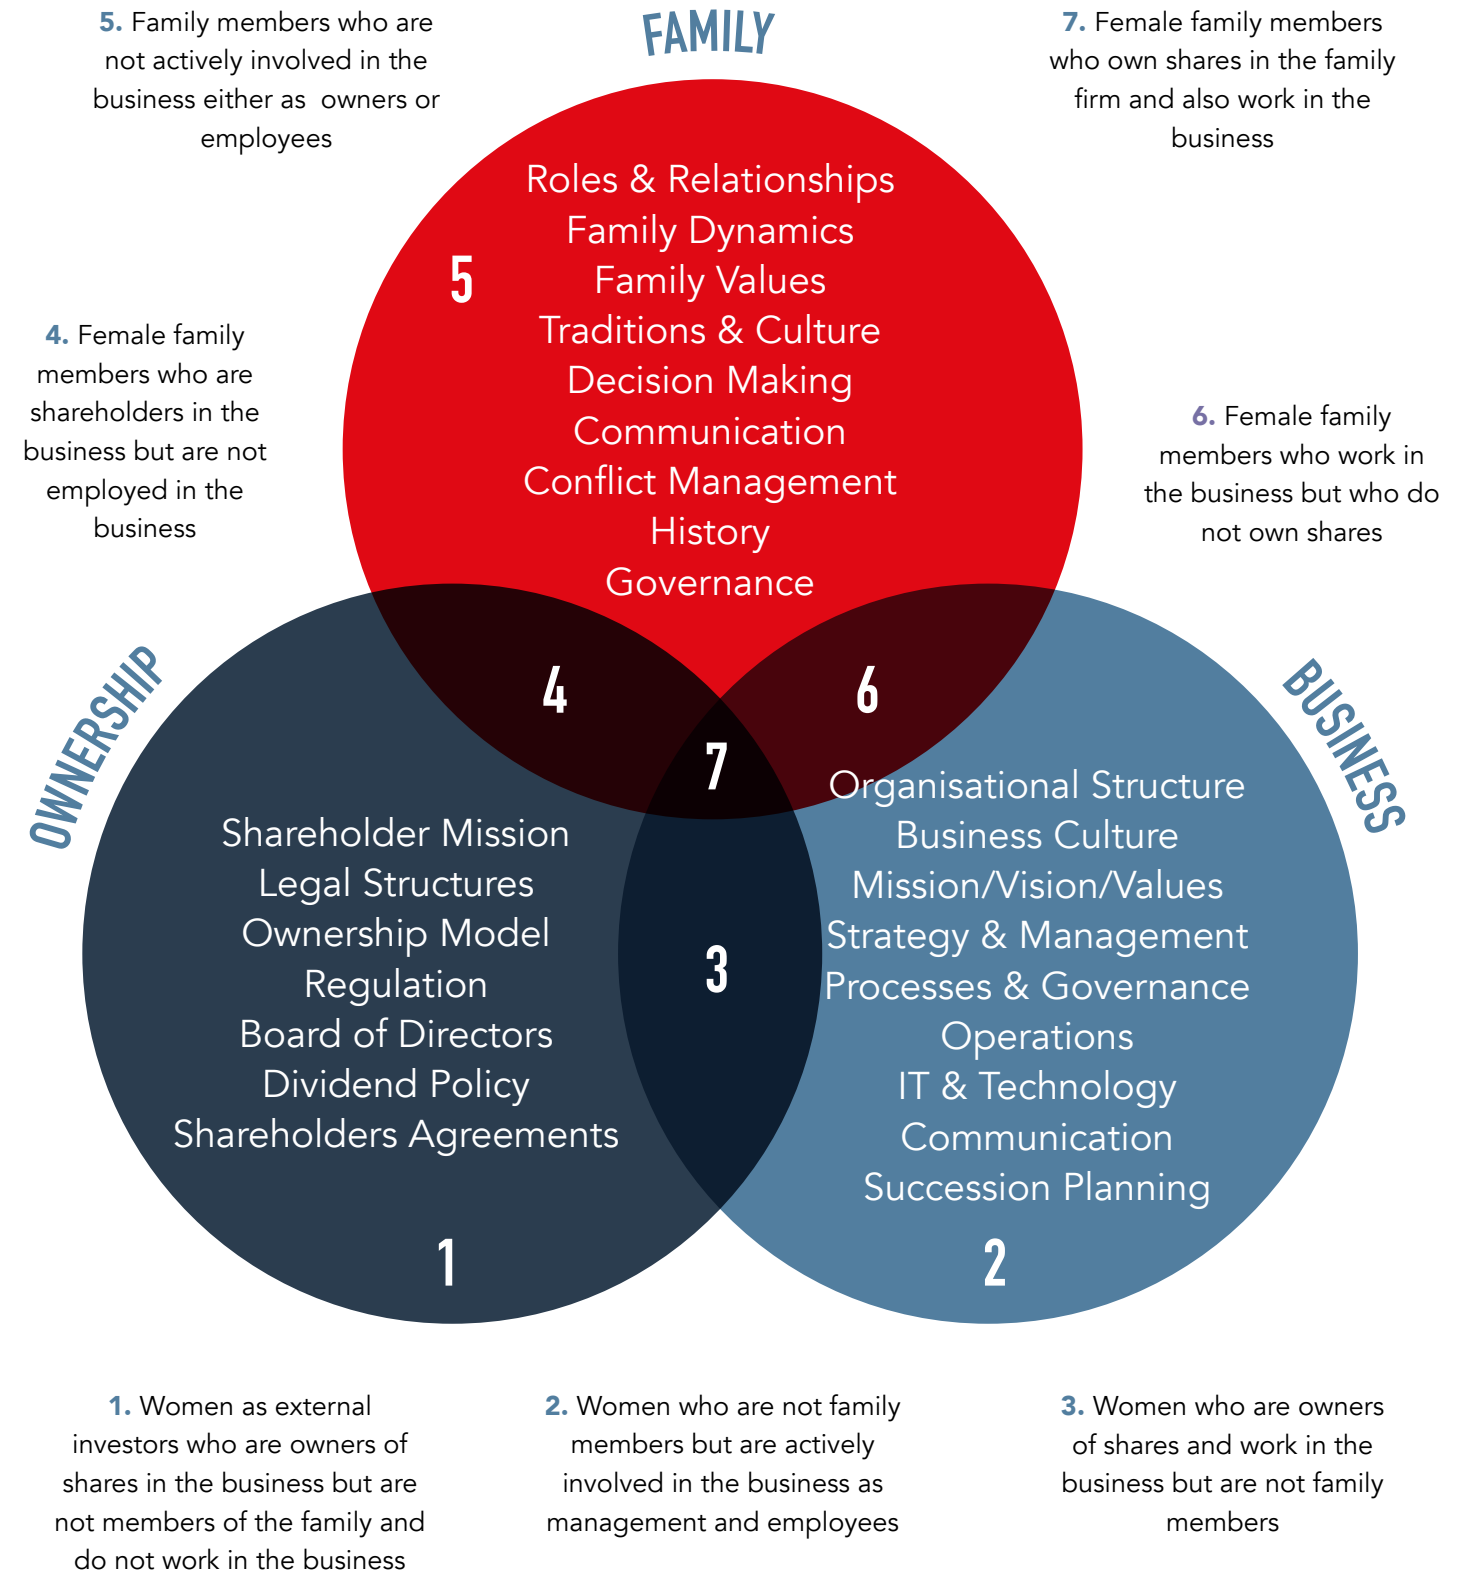 5. Family members who are
not actively involved in the
business either as owners or
employees
FAMILY
7. Female family members
who own shares in the family
firm and also work in the
business
Roles & Relationships
Family Dynamics
Family Values
Traditions & Culture
Decision Making
Communication
Conflict Management
History
Governance
5
4. Female family
members who are
shareholders in the
business but are not
employed in the
business
6. Female family
members who work in
the business but who do
not own shares
4
6
7
3
OWNERSHIP
Shareholder Mission
Legal Structures
Ownership Model
Regulation
Board of Directors
Dividend Policy
Shareholders Agreements
1
BUSINESS
Organisational Structure
Business Culture
Mission/Vision/Values
Strategy & Management
Processes & Governance
Operations
IT & Technology
Communication
Succession Planning
2
1. Women as external
investors who are owners of
shares in the business but are
not members of the family and
do not work in the business
2. Women who are not family
members but are actively
involved in the business as
management and employees
3. Women who are owners
of shares and work in the
business but are not family
members